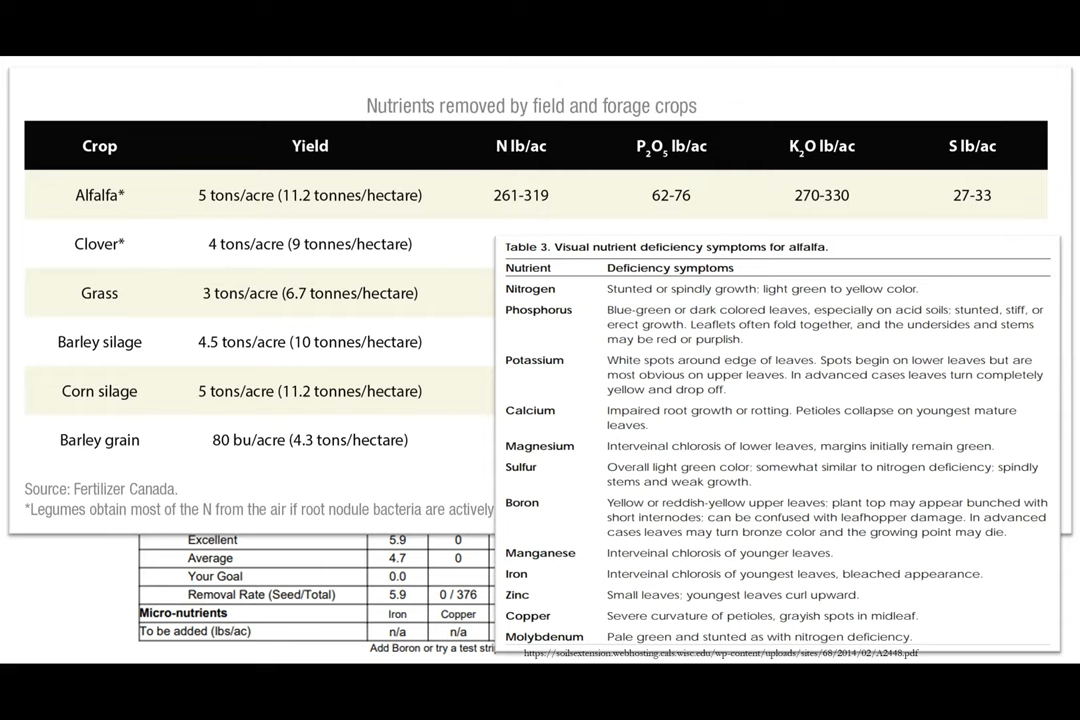 Nutrients removed by field and forage crops
Crop Yield N lb/ac P₂O₅ lb/ac K₂O lb/ac S lb/ac
Alfalfa* 5 tons/acre (11.2 tonnes/hectare) 261-319 62-76 270-330 27-33
Clover* 4 tons/acre (9 tonnes/hectare)
Grass 3 tons/acre (6.7 tonnes/hectare)
Barley silage 4.5 tons/acre (10 tonnes/hectare)
Corn silage 5 tons/acre (11.2 tonnes/hectare)
Barley grain 80 bu/acre (4.3 tons/hectare)
Source: Fertilizer Canada.
*Legumes obtain most of the N from the air if root nodule bacteria are actively
Table 3. Visual nutrient deficiency symptoms for alfalfa.
Nutrient Deficiency symptoms
Nitrogen Stunted or spindly growth; light green to yellow color.
Phosphorus Blue-green or dark colored leaves, especially on acid soils; stunted, stiff, or
erect growth. Leaflets often fold together, and the undersides and stems
may be red or purplish.
Potassium White spots around edge of leaves. Spots begin on lower leaves but are
most obvious on upper leaves. In advanced cases leaves turn completely
yellow and drop off.
Calcium Impaired root growth or rotting. Petioles collapse on youngest mature
leaves.
Magnesium Interveinal chlorosis of lower leaves, margins initially remain green.
Sulfur Overall light green color; somewhat similar to nitrogen deficiency; spindly
stems and weak growth.
Boron Yellow or reddish-yellow upper leaves; plant top may appear bunched with
short internodes; can be confused with leafhopper damage. In advanced
cases leaves may turn bronze color and the growing point may die.
Manganese Interveinal chlorosis of younger leaves.
Iron Interveinal chlorosis of youngest leaves, bleached appearance.
Zinc Small leaves; youngest leaves curl upward.
Copper Severe curvature of petioles, grayish spots in midleaf.
Molybdenum Pale green and stunted as with nitrogen deficiency.
https://soilsextension.webhosting.cals.wisc.edu/wp-content/uploads/sites/68/2014/02/A2448.pdf
Excellent 5.9 0
Average 4.7 0
Your Goal 0.0
Removal Rate (Seed/Total) 5.9 0 / 376
Micro-nutrients Iron Copper
To be added (lbs/ac) n/a n/a
Add Boron or try a test